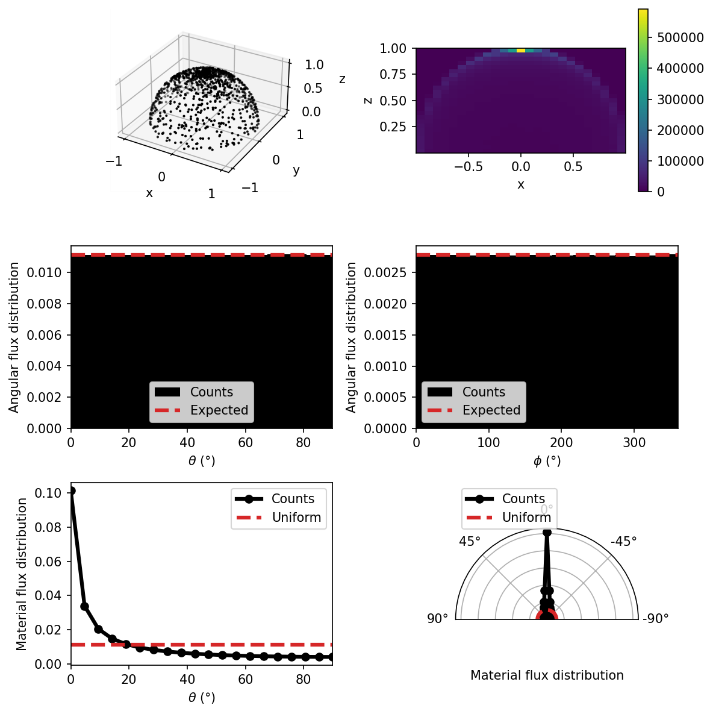 1.0
0.5
0.0
z
−1
0
1
x
−1
0
1
y
1.00
0.75
0.50
0.25
z
−0.5
0.0
0.5
x
500000
400000
300000
200000
100000
0
Angular flux distribution
0.010
0.008
0.006
0.004
0.002
0.000
Counts
Expected
0
20
40
60
80
θ (°)
Angular flux distribution
0.0025
0.0020
0.0015
0.0010
0.0005
0.0000
Counts
Expected
0
100
200
300
ϕ (°)
Material flux distribution
0.10
0.08
0.06
0.04
0.02
0.00
Counts
Uniform
0
20
40
60
80
θ (°)
Counts
Uniform
0°
45°
-45°
90°
-90°
Material flux distribution